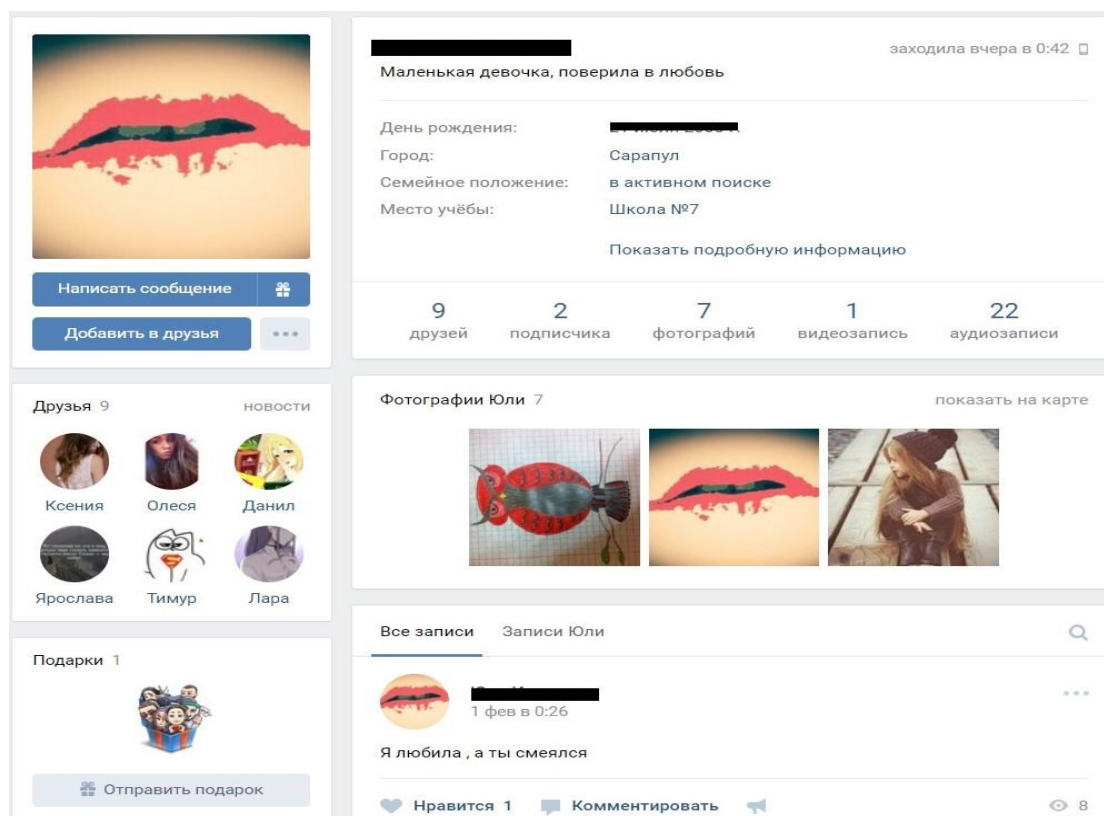 заходила вчера в 0:42
Маленькая девочка, поверила в любовь
День рождения:
Город: Сарапул
Семейное положение: в активном поиске
Место учёбы: Школа №7
Показать подробную информацию
Написать сообщение
Добавить в друзья
9 2 7 1 22
друзей подписчика фотографий видеозапись аудиозаписи
Друзья 9 новости
Ксения Олеся Данил
Ярослава Тимур Лара
Фотографии Юли 7 показать на карте
Подарки 1
Отправить подарок
Все записи Записи Юли
1 фев в 0:26
Я любила , а ты смеялся
Нравится 1 Комментировать 8